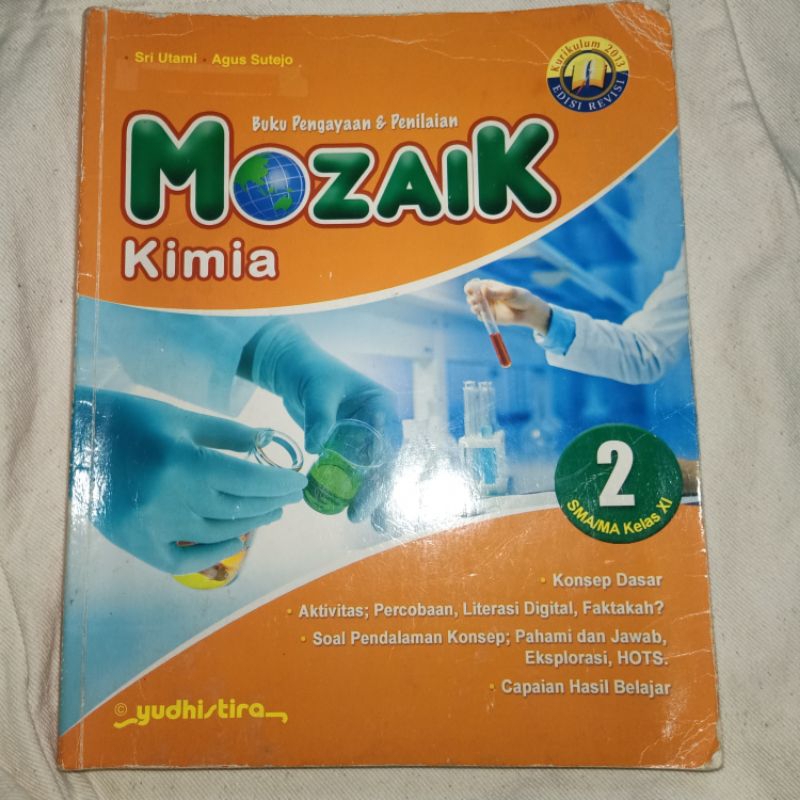 Sri Utami • Agus Sutejo
Kurikulum 2013
EDISI REVISI
Buku Pengayaan & Penilaian
MOZAIK
Kimia
2
SMA/MA Kelas XI
• Konsep Dasar
• Aktivitas; Percobaan, Literasi Digital, Faktakah?
• Soal Pendalaman Konsep; Pahami dan Jawab,
Eksplorasi, HOTS.
• Capaian Hasil Belajar
© yudhistira